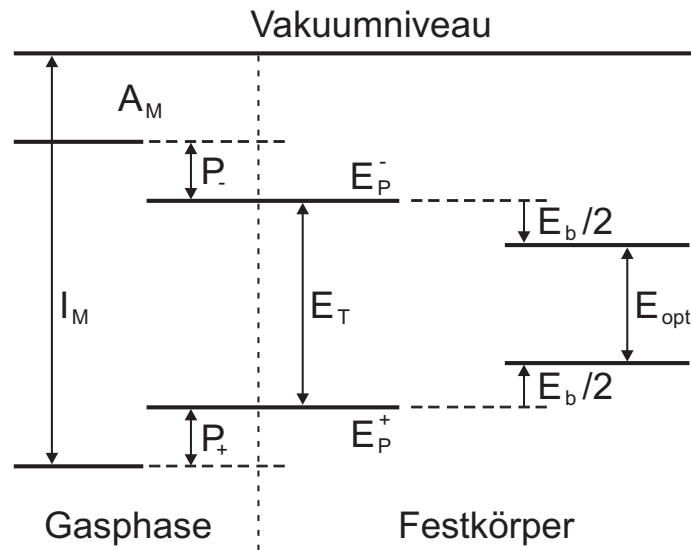 Vakuumniveau
A_M
P_-
E_P^-
E_b/2
I_M
E_T
E_opt
E_b/2
P_+
E_P^+
Gasphase
Festkörper